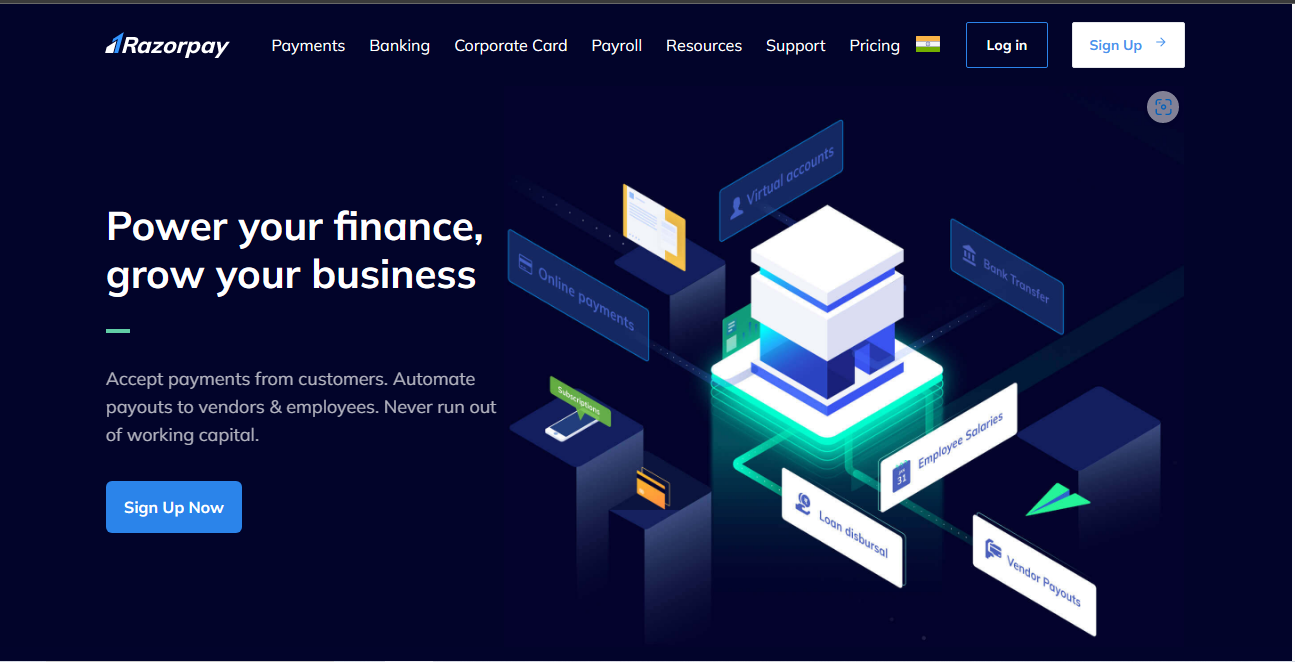 Razorpay
Payments
Banking
Corporate Card
Payroll
Resources
Support
Pricing
Log in
Sign Up
Power your finance,
grow your business
Accept payments from customers. Automate
payouts to vendors & employees. Never run out
of working capital.
Sign Up Now
Virtual accounts
Online payments
Bank Transfer
Subscriptions
Employee Salaries
31
Loan disbursal
Vendor Payouts